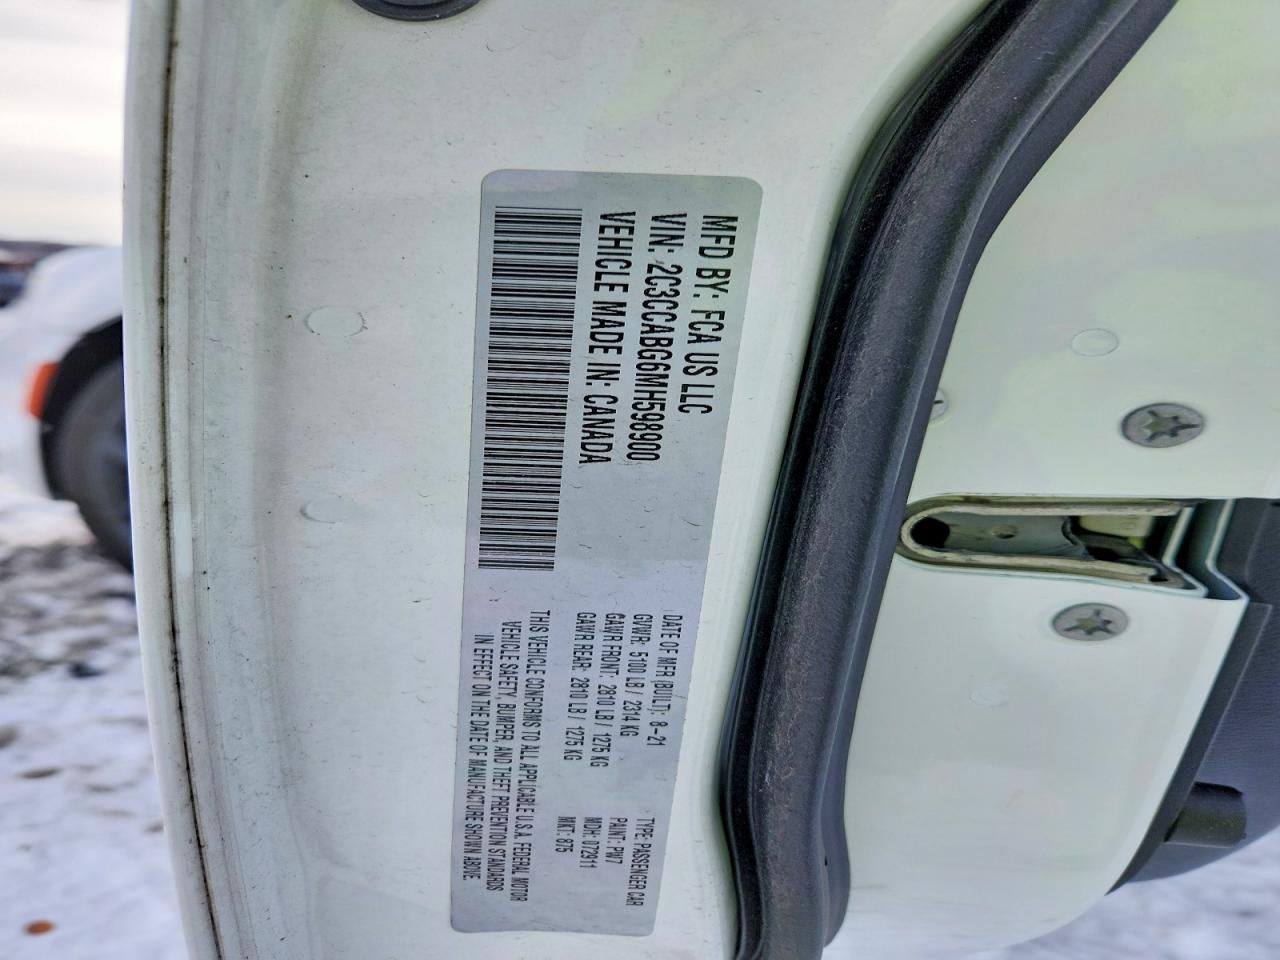 MFD BY: FCA US LLC
VIN: 2C3CCABG6MH598900
VEHICLE MADE IN: CANADA
DATE OF MFR (BUILT): 8-21
GVWR: 5100 LB / 2314 KG
GAWR FRONT: 2810 LB / 1275 KG
GAWR REAR: 2810 LB / 1275 KG
TYPE: PASSENGER CAR
PAINT: PW7
MDH: 072911
MKT: 875
THIS VEHICLE CONFORMS TO ALL APPLICABLE U.S.A. FEDERAL MOTOR
VEHICLE SAFETY, BUMPER, AND THEFT PREVENTION STANDARDS
IN EFFECT ON THE DATE OF MANUFACTURE SHOWN ABOVE.